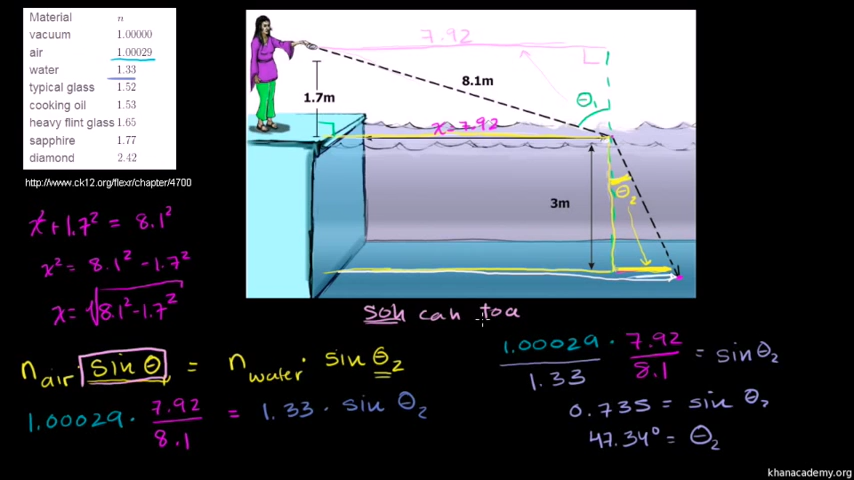 Material n
vacuum 1.00000
air 1.00029
water 1.33
typical glass 1.52
cooking oil 1.53
heavy flint glass 1.65
sapphire 1.77
diamond 2.42
http://www.ck12.org/flexr/chapter/4700
7.92
8.1m
1.7m
θ₁
x=7.92
3m
θ₂
x²+1.7² = 8.1²
x² = 8.1² - 1.7²
x = √8.1² - 1.7²
soh cah toa
n air · sin θ = n water · sin θ₂
1.00029 · 7.92/8.1 = 1.33 · sin θ₂
1.00029/1.33 · 7.92/8.1 = sin θ₂
0.735 = sin θ₂
47.34° = θ₂
khanacademy.org